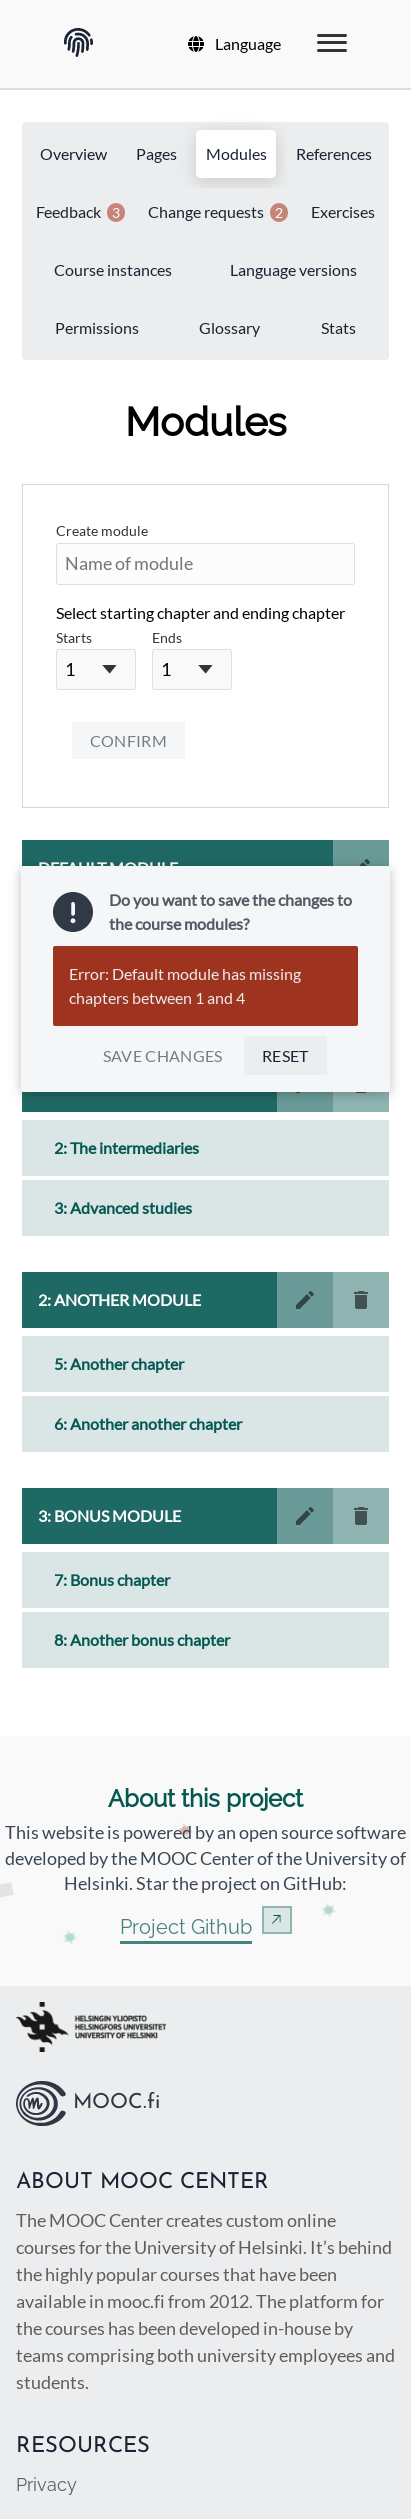 Language
Overview Pages Modules References
Feedback 3 Change requests 2 Exercises
Course instances Language versions
Permissions Glossary Stats
Modules
Create module
Name of module
Select starting chapter and ending chapter
Starts Ends
1 1
CONFIRM
DEFAULT MODULE
Do you want to save the changes to
the course modules?
Error: Default module has missing
chapters between 1 and 4
SAVE CHANGES RESET
2: The intermediaries
3: Advanced studies
2: ANOTHER MODULE
5: Another chapter
6: Another another chapter
3: BONUS MODULE
7: Bonus chapter
8: Another bonus chapter
About this project
This website is powered by an open source software
developed by the MOOC Center of the University of
Helsinki. Star the project on GitHub:
Project Github
HELSINGIN YLIOPISTO
HELSINGFORS UNIVERSITET
UNIVERSITY OF HELSINKI
MOOC.fi
ABOUT MOOC CENTER
The MOOC Center creates custom online
courses for the University of Helsinki. It’s behind
the highly popular courses that have been
available in mooc.fi from 2012. The platform for
the courses has been developed in-house by
teams comprising both university employees and
students.
RESOURCES
Privacy